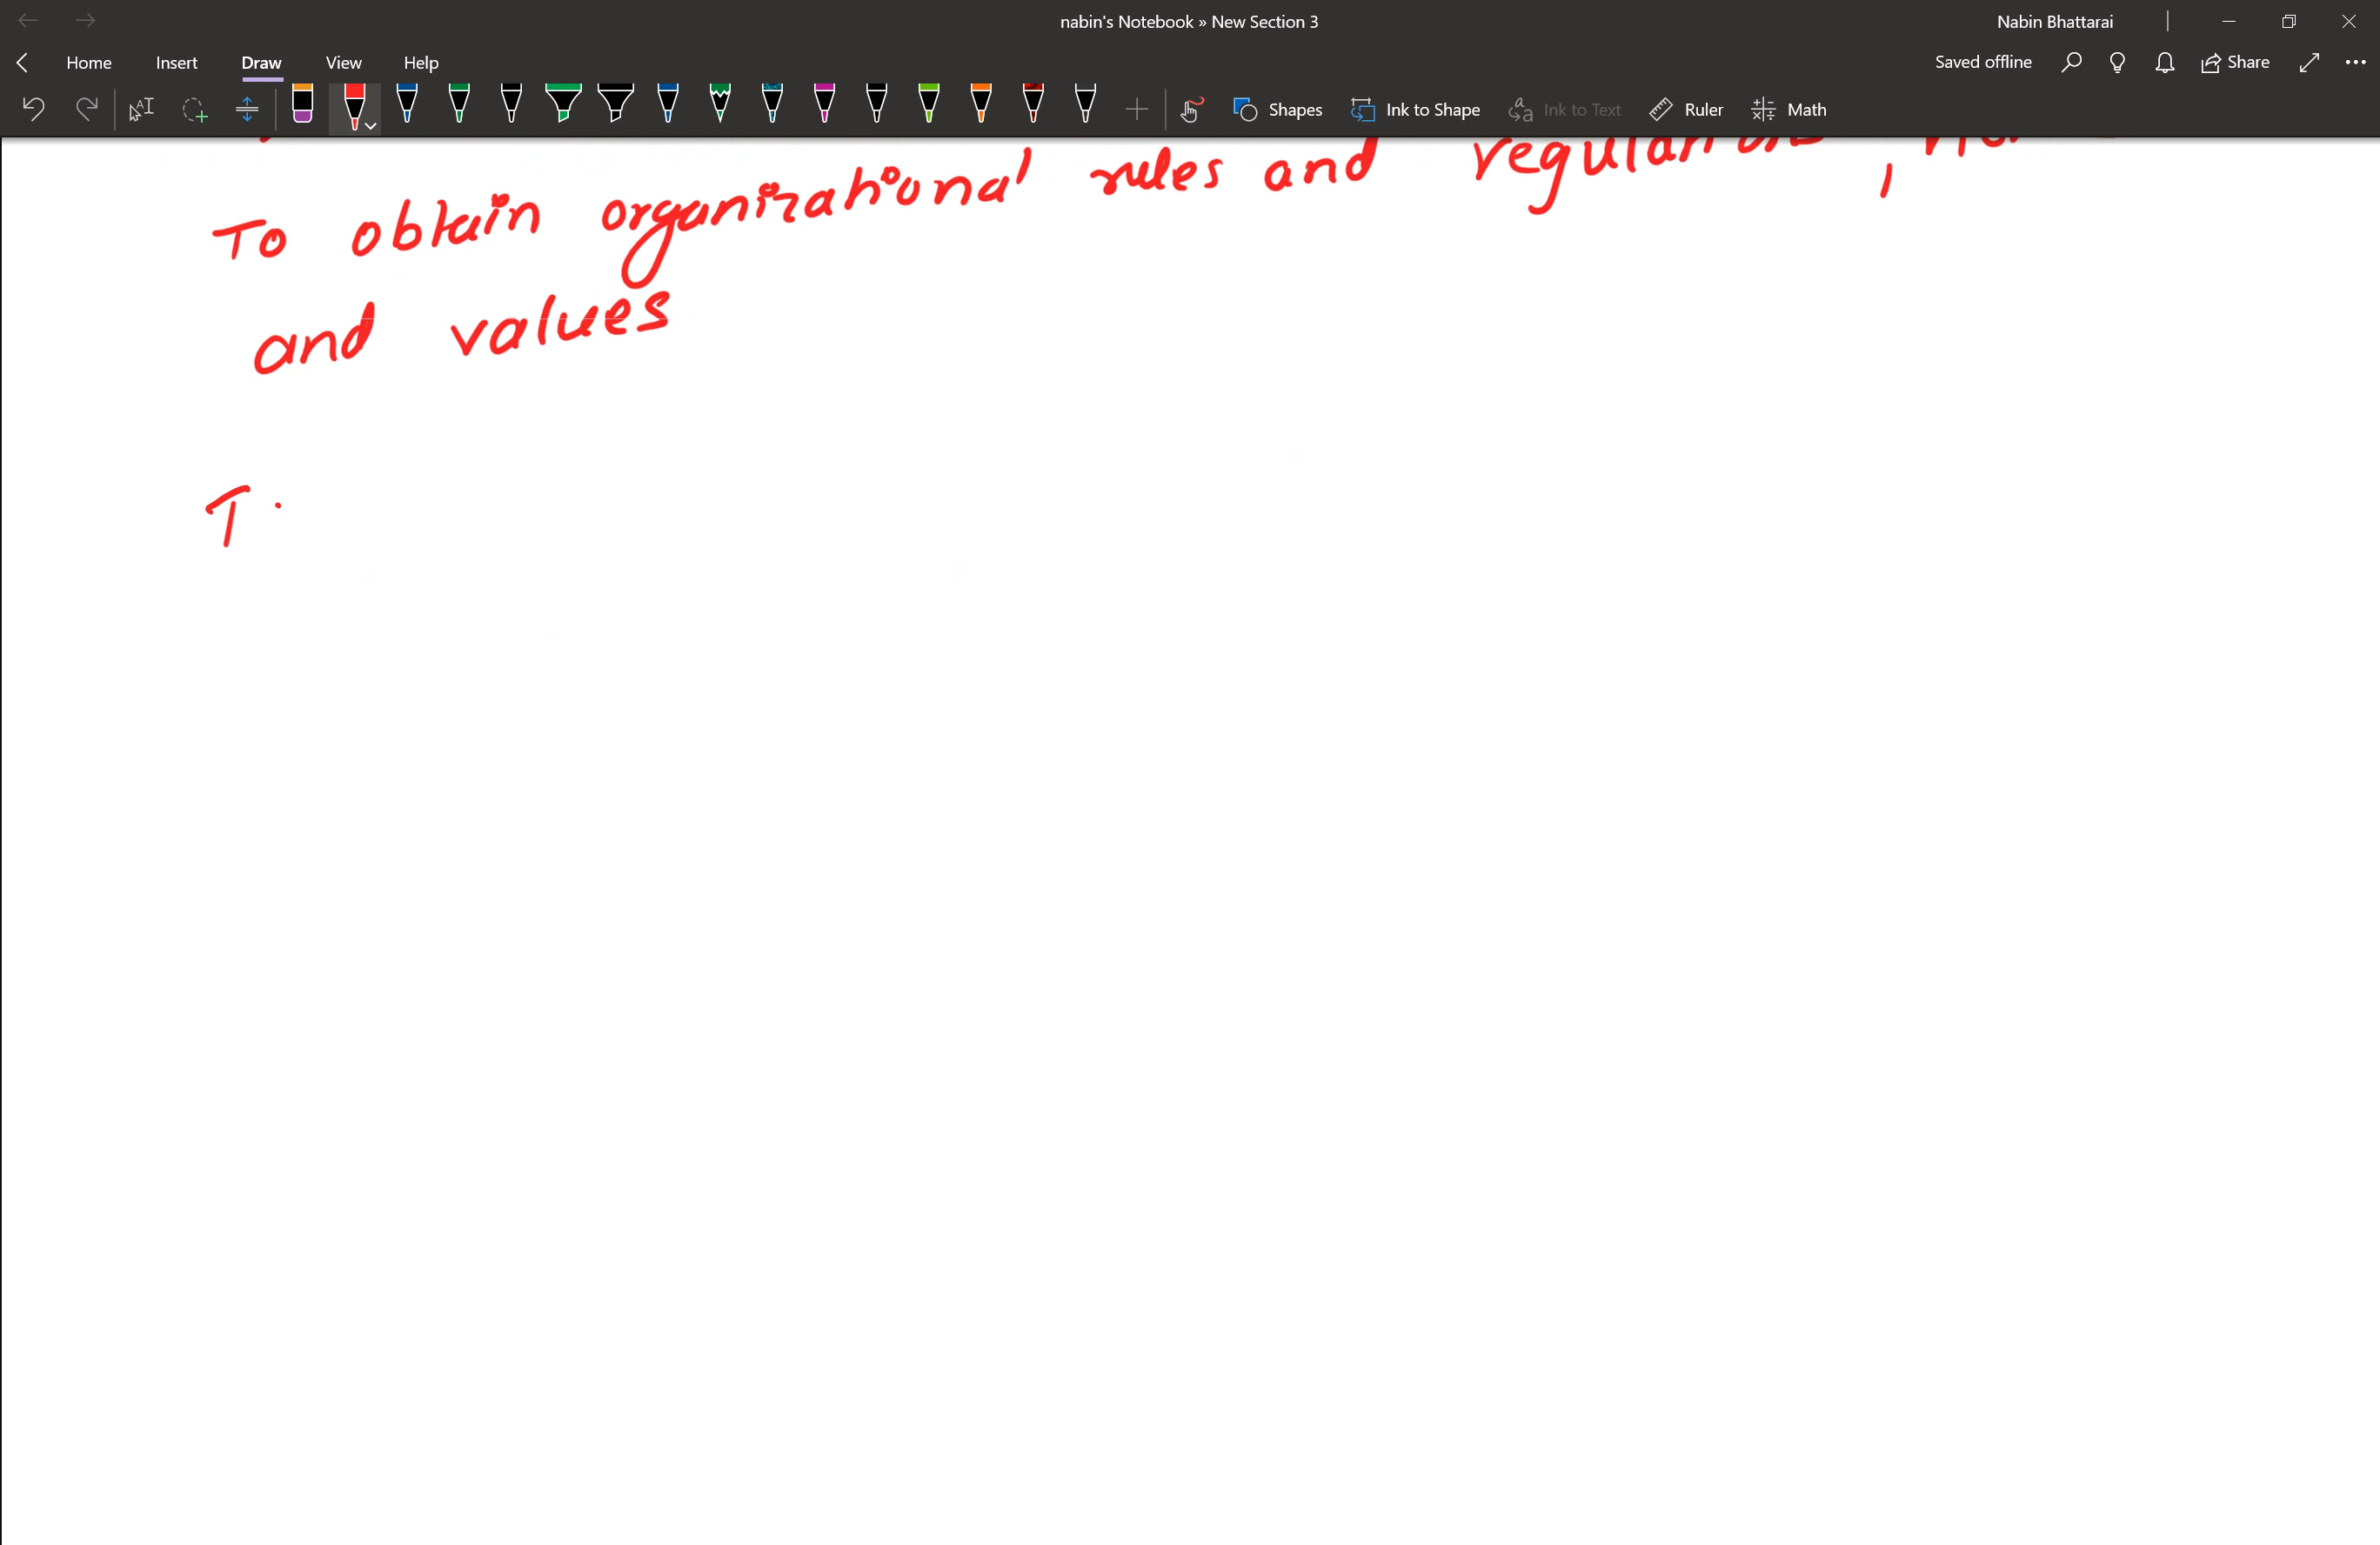 nabin's Notebook » New Section 3
Nabin Bhattarai
Home Insert Draw View Help
Saved offline
Share
Shapes Ink to Shape Ink to Text Ruler Math
To obtain organizational rules and regulations,
and values
T